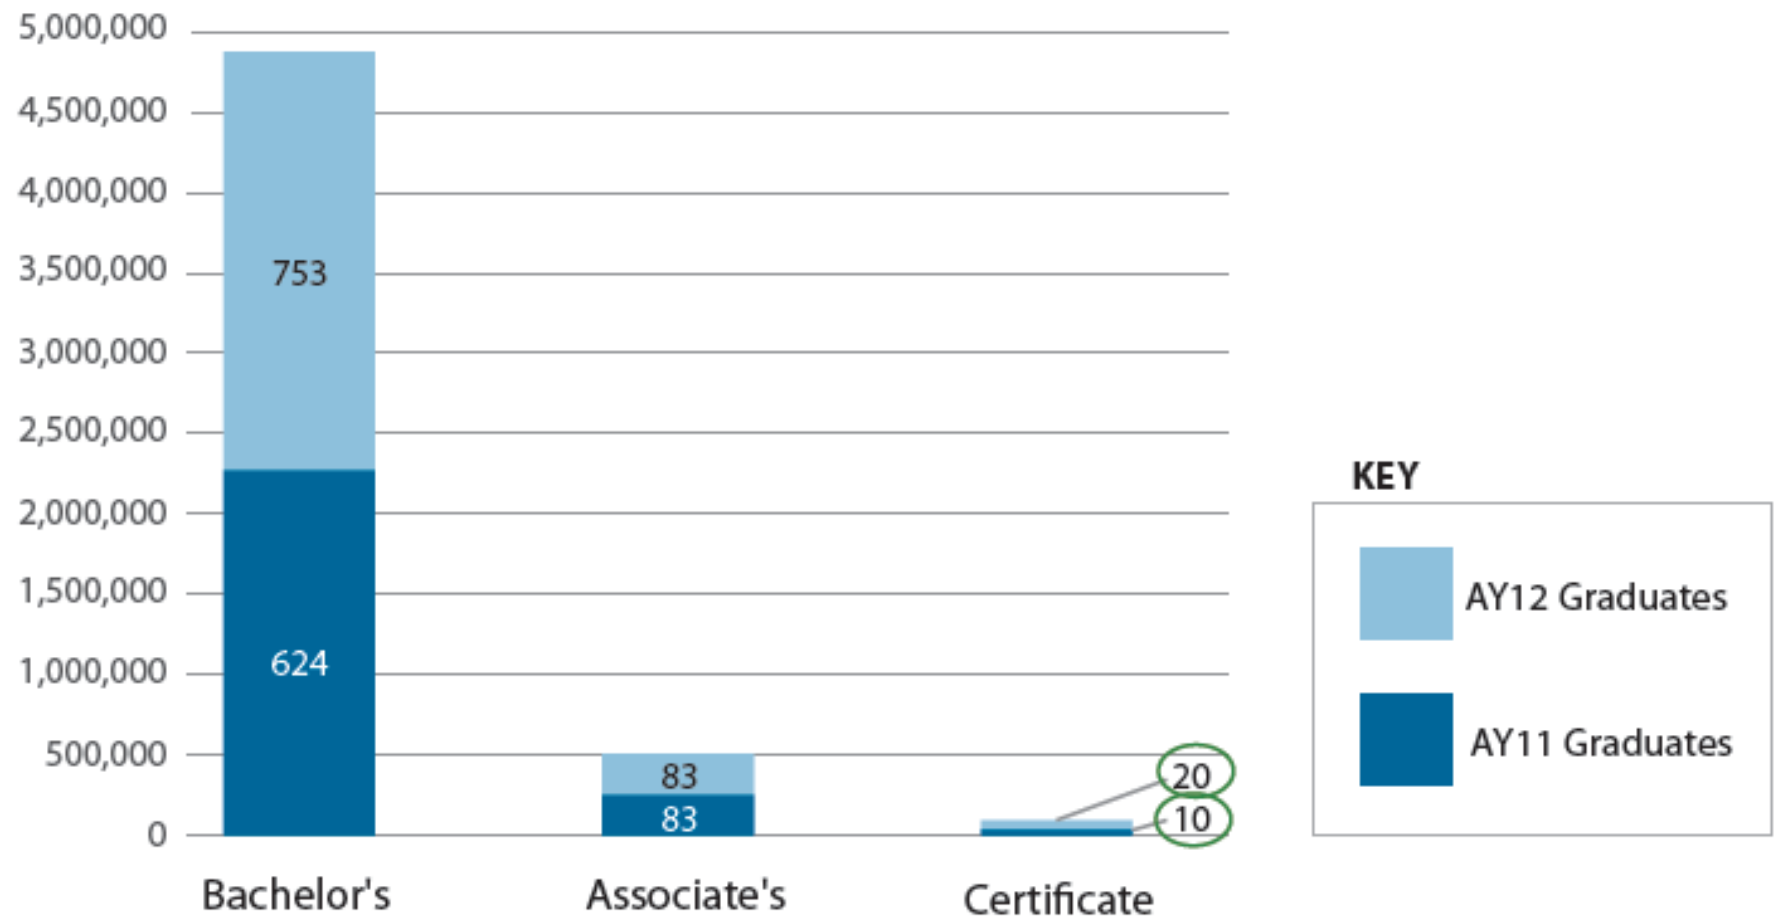 5,000,000
4,500,000
4,000,000
3,500,000
3,000,000
2,500,000
2,000,000
1,500,000
1,000,000
500,000
0
753
624
83
83
20
10
Bachelor's
Associate's
Certificate
KEY
AY12 Graduates
AY11 Graduates